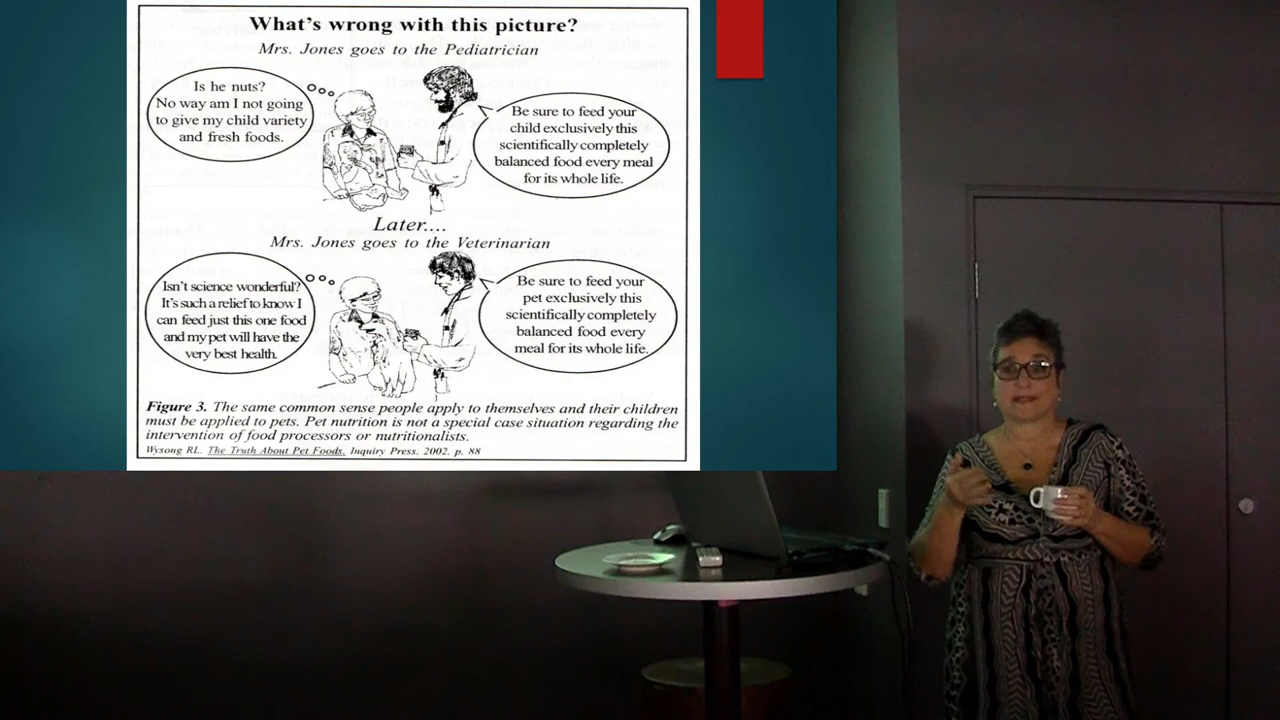 What's wrong with this picture?
Mrs. Jones goes to the Pediatrician
Is he nuts?
No way am I not going
to give my child variety
and fresh foods.
Be sure to feed your
child exclusively this
scientifically completely
balanced food every meal
for its whole life.
Later....
Mrs. Jones goes to the Veterinarian
Isn't science wonderful?
It's such a relief to know I
can feed just this one food
and my pet will have the
very best health.
Be sure to feed your
pet exclusively this
scientifically completely
balanced food every
meal for its whole life.
Figure 3. The same common sense people apply to themselves and their children
must be applied to pets. Pet nutrition is not a special case situation regarding the
intervention of food processors or nutritionalists.
Wysong RL. The Truth About Pet Foods. Inquiry Press. 2002. p. 88